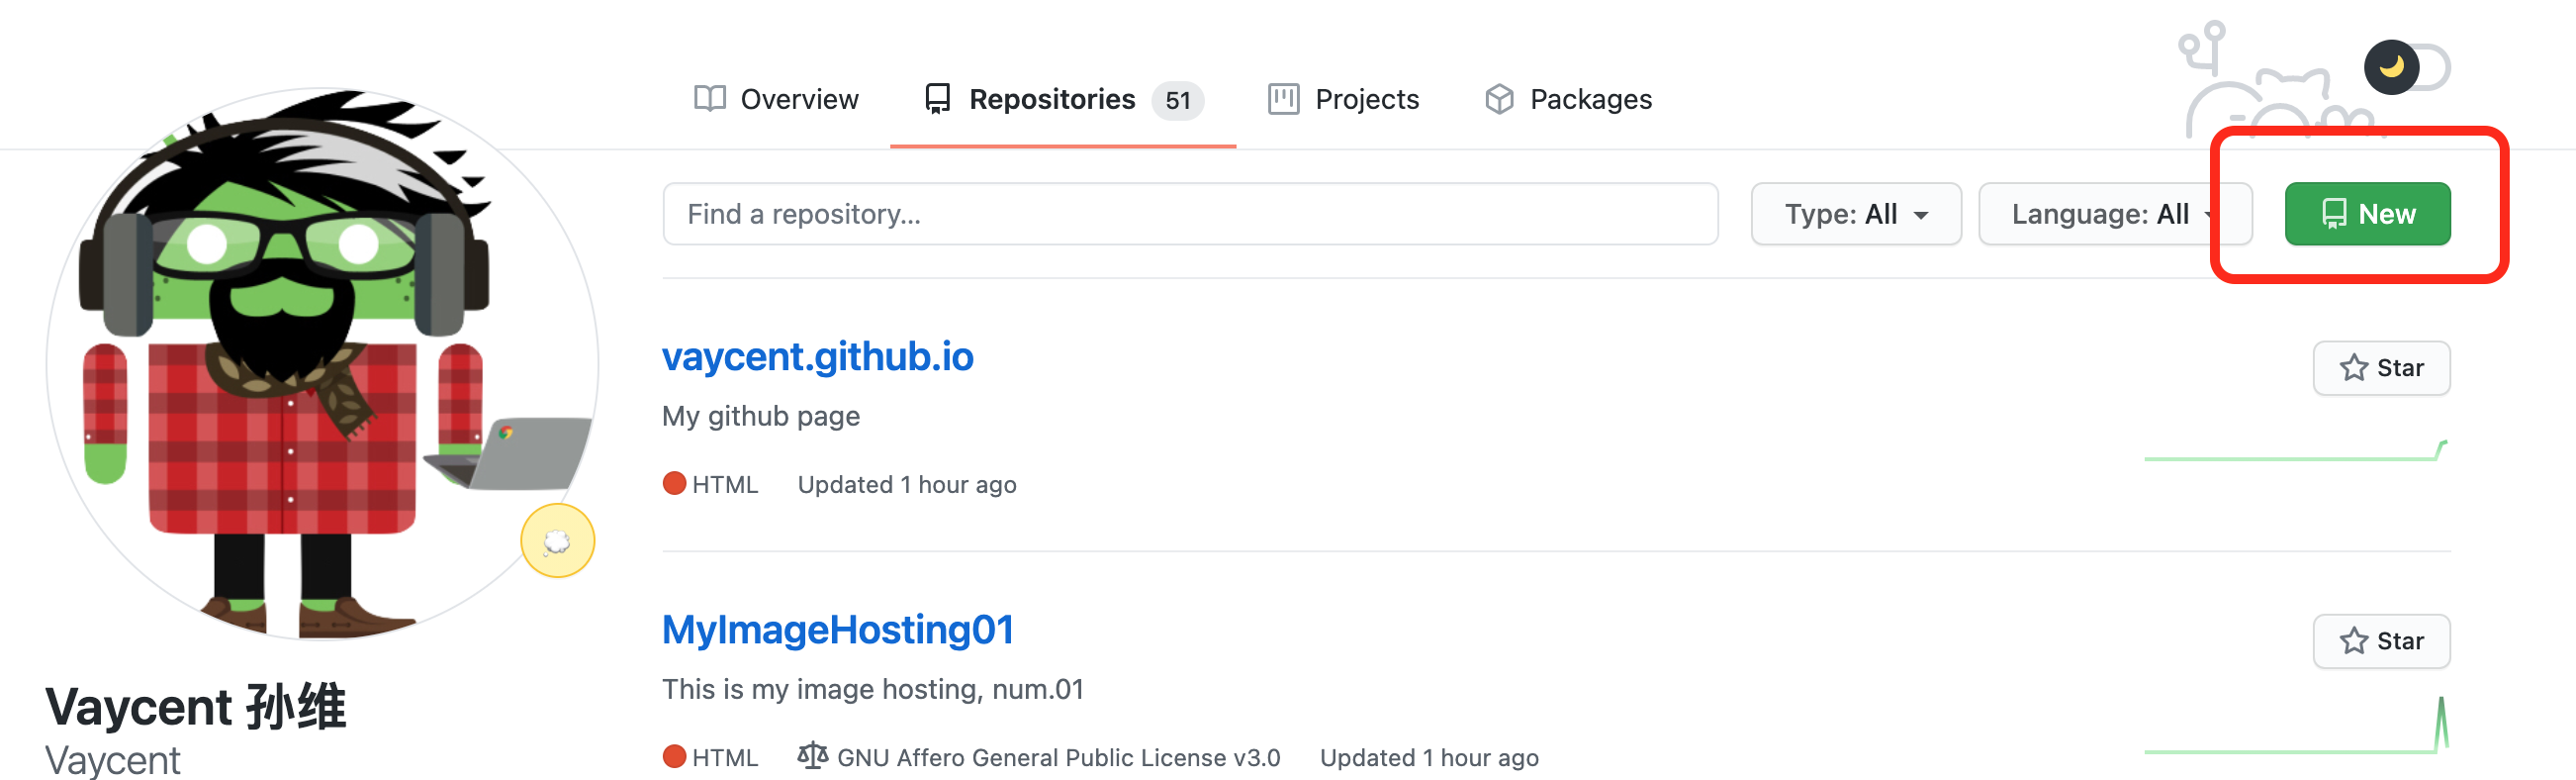 Overview Repositories 51 Projects Packages
Find a repository... Type: All Language: All New
vaycent.github.io
Star
My github page
HTML Updated 1 hour ago
MyImageHosting01
Star
This is my image hosting, num.01
HTML GNU Affero General Public License v3.0 Updated 1 hour ago
Vaycent 孙维
Vaycent